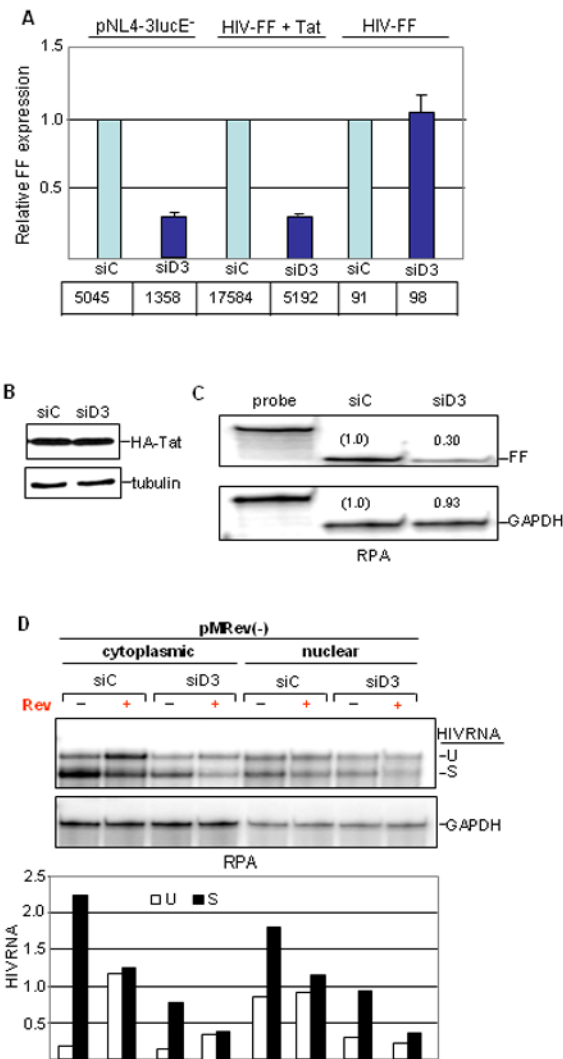 A
pNL4-3lucE- HIV-FF + Tat HIV-FF
Relative FF expression
1.5
1.0
0.5
siC siD3 siC siD3 siC siD3
5045 1358 17584 5192 91 98
B
siC siD3
HA-Tat
tubulin
C
probe siC siD3
(1.0) 0.30
FF
(1.0) 0.93
GAPDH
RPA
D
pMRev(-)
cytoplasmic nuclear
siC siD3 siC siD3
Rev − + − + − + − +
HIVRNA
-U
-S
-GAPDH
RPA
HIVRNA
2.5
2.0
1.5
1.0
0.5
U S